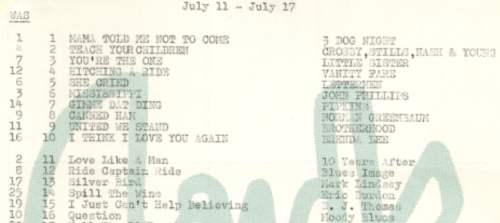 July 11 - July 17
WAS
1 1 MAMA TOLD ME NOT TO COME 3 DOG NIGHT
4 2 TEACH YOUR CHILDREN CROSBY,STILLS,NASH & YOUNG
7 3 YOU'RE THE ONE LITTLE SISTER
12 4 HITCHING A RIDE VANITY FARE
6 5 SHE CRIED LETTERMEN
3 6 MISSISSIPPI JOHN PHILLIPS
14 7 GIMME DAT DING PIPKINS
9 8 CANNED HAM NORMAN GREENBAUM
11 9 UNITED WE STAND BROTHERHOOD
16 10 I THINK I LOVE YOU AGAIN BRENDA LEE
2 11 Love Like A Man 10 Years After
8 12 Ride Captain Ride Blues Image
17 13 Silver Bird Mark Lindsey
25 14 Spill The Wine Eric Burdon
19 15 I Just Can't Help Believing B. J. Thomas
10 16 Question Moody Blues